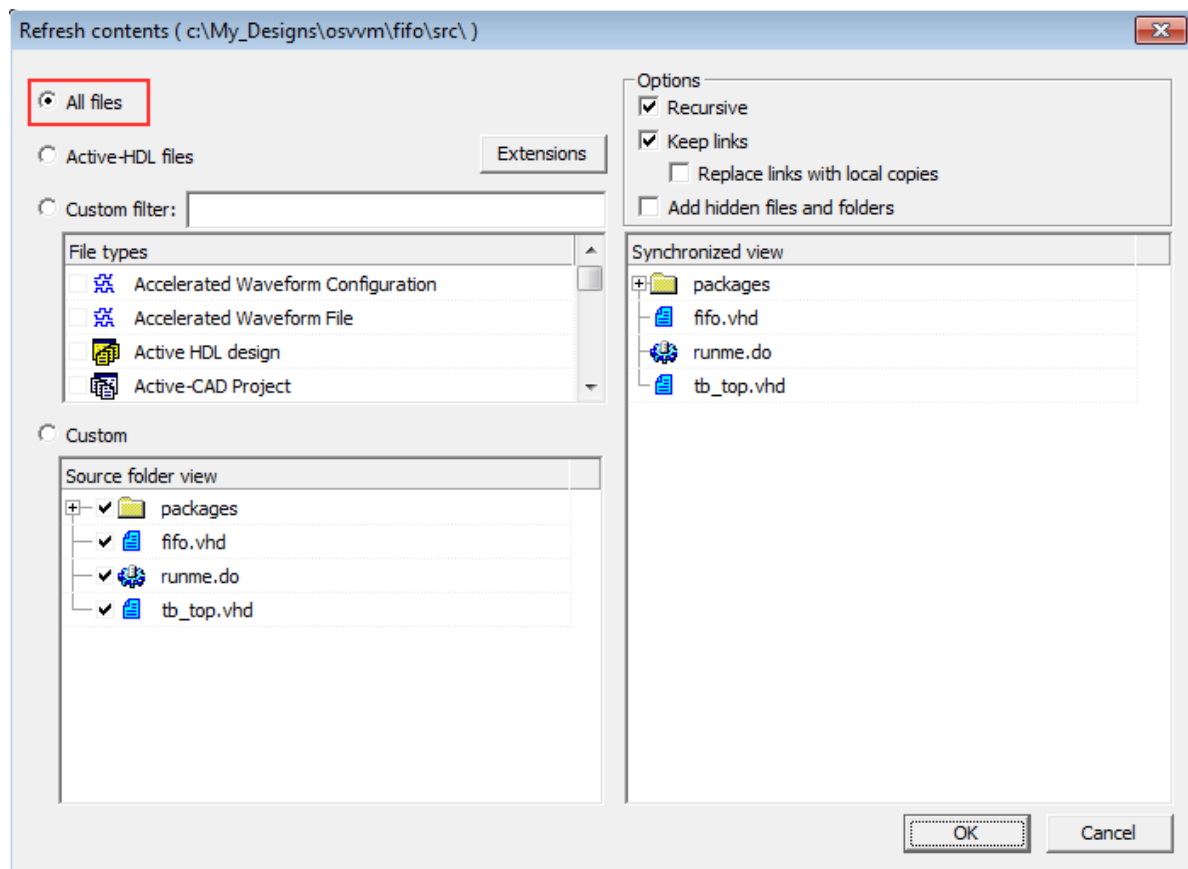 Refresh contents ( c:\My_Designs\osvvm\fifo\src\ )
All files
Active-HDL files
Extensions
Custom filter:
File types
Accelerated Waveform Configuration
Accelerated Waveform File
Active HDL design
Active-CAD Project
Custom
Source folder view
packages
fifo.vhd
runme.do
tb_top.vhd
Options
Recursive
Keep links
Replace links with local copies
Add hidden files and folders
Synchronized view
packages
fifo.vhd
runme.do
tb_top.vhd
OK
Cancel